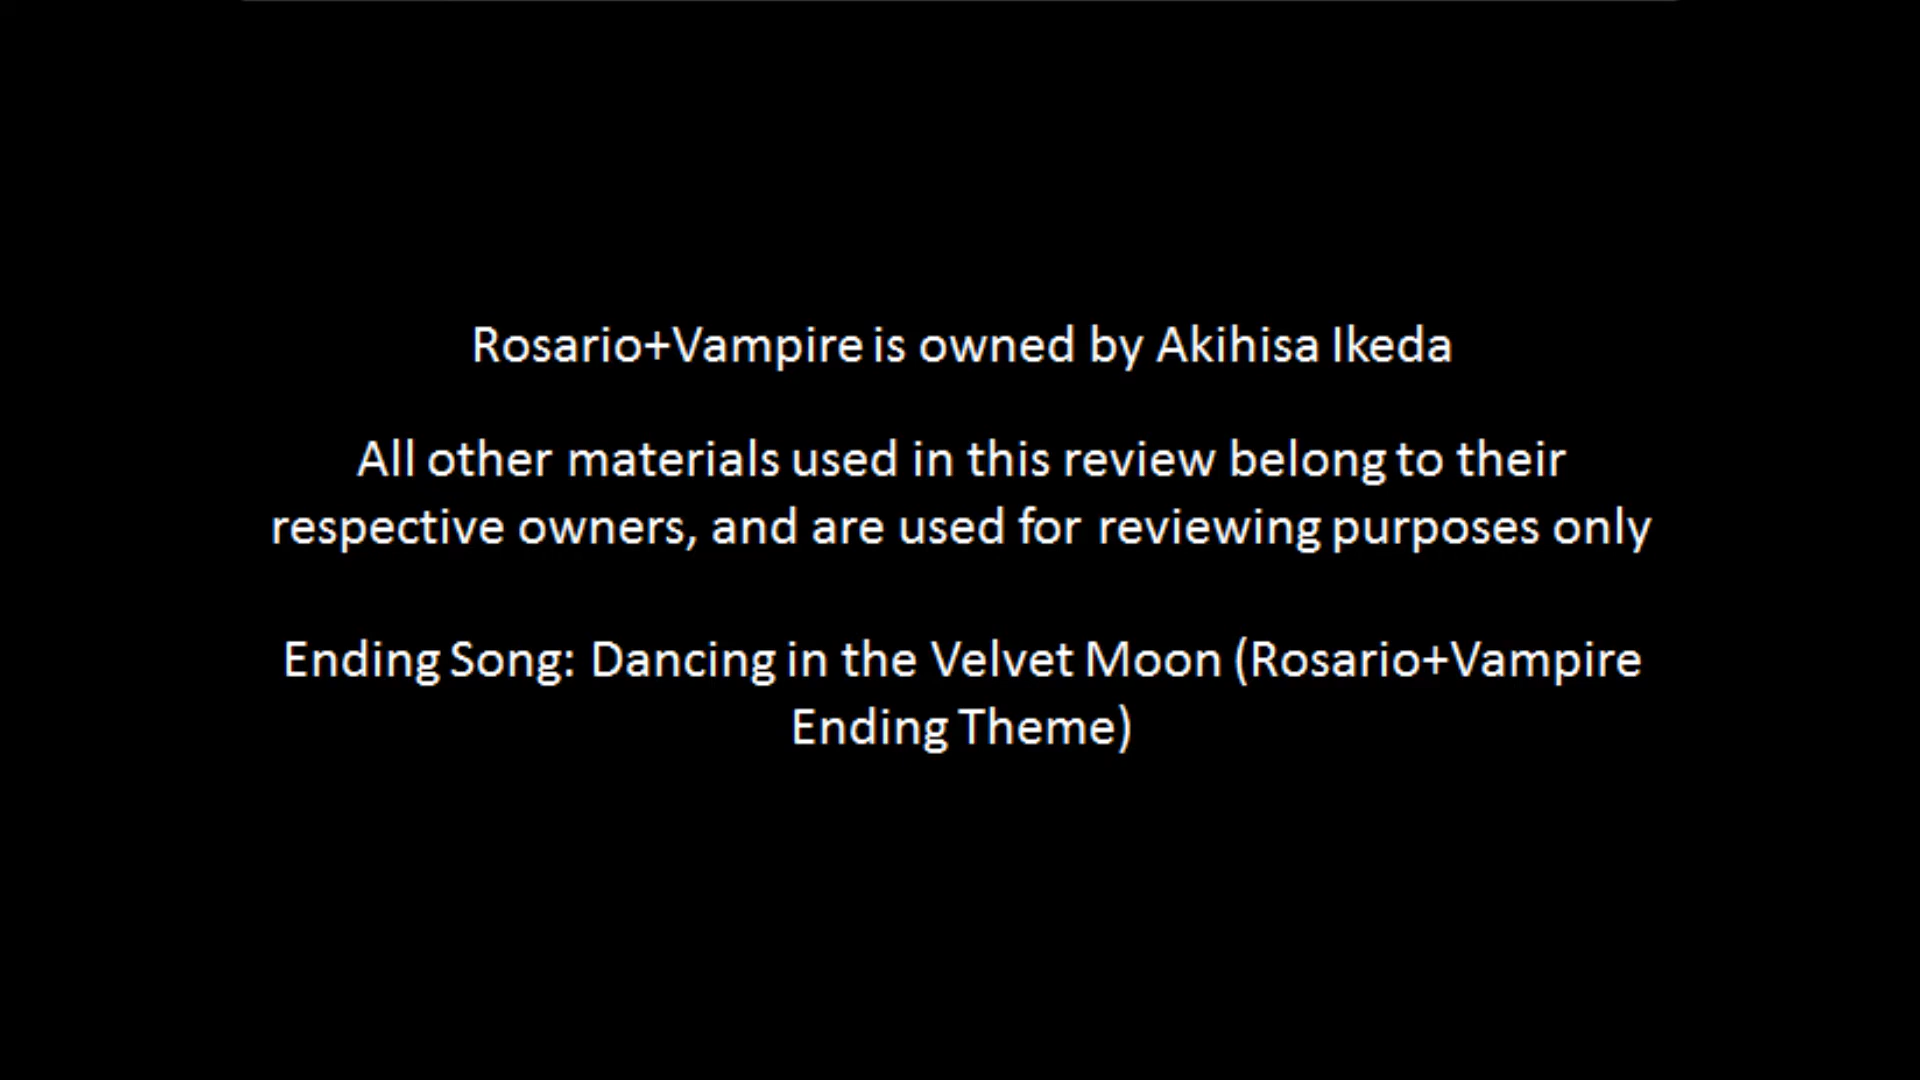 Rosario+Vampire is owned by Akihisa Ikeda
All other materials used in this review belong to their
respective owners, and are used for reviewing purposes only
Ending Song: Dancing in the Velvet Moon (Rosario+Vampire
Ending Theme)